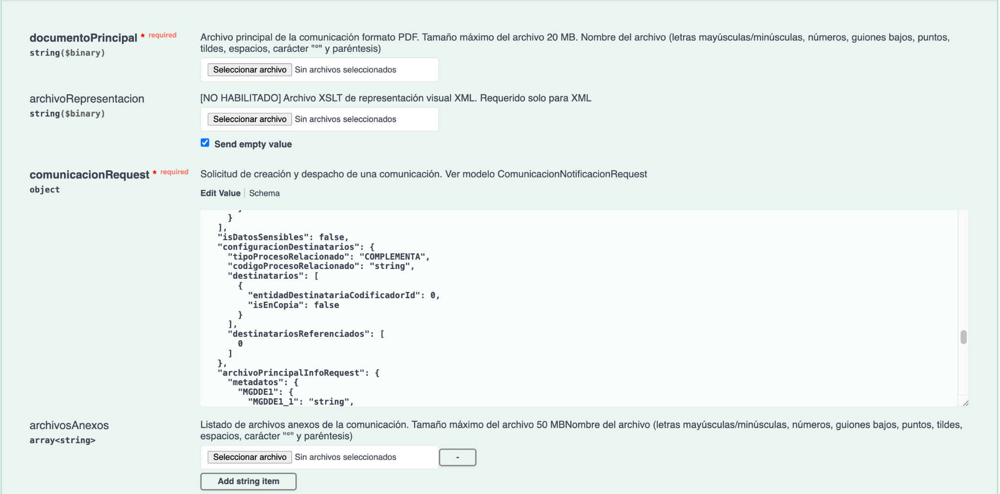 documentoPrincipal * required
string($binary)
Archivo principal de la comunicación formato PDF. Tamaño máximo del archivo 20 MB. Nombre del archivo (letras mayúsculas/minúsculas, números, guiones bajos, puntos,
tildes, espacios, carácter "°" y paréntesis)
Seleccionar archivo Sin archivos seleccionados
archivoRepresentacion
string($binary)
[NO HABILITADO] Archivo XSLT de representación visual XML. Requerido solo para XML
Seleccionar archivo Sin archivos seleccionados
Send empty value
comunicacionRequest * required
object
Solicitud de creación y despacho de una comunicación. Ver modelo ComunicacionNotificacionRequest
Edit Value | Schema
}
],
"isDatosSensibles": false,
"configuracionDestinatarios": {
"tipoProcesoRelacionado": "COMPLEMENTA",
"codigoProcesoRelacionado": "string",
"destinatarios": [
{
"entidadDestinatariaCodificadorId": 0,
"isEnCopia": false
}
],
"destinatariosReferenciados": [
0
]
},
"archivoPrincipalInfoRequest": {
"metadatos": {
"MGDDE1": {
"MGDDE1_1": "string",
archivosAnexos
array<string>
Listado de archivos anexos de la comunicación. Tamaño máximo del archivo 50 MBNombre del archivo (letras mayúsculas/minúsculas, números, guiones bajos, puntos, tildes,
espacios, carácter "°" y paréntesis)
Seleccionar archivo Sin archivos seleccionados
-
Add string item